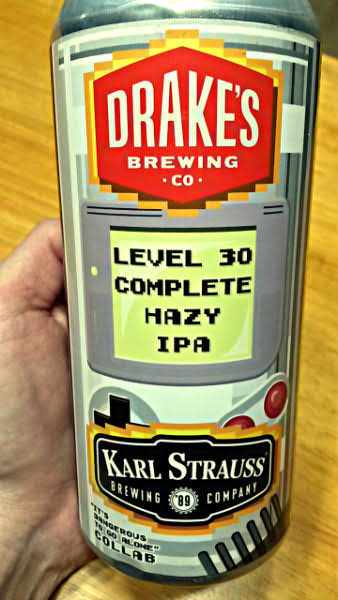 DRAKE'S
BREWING
·CO·
LEVEL 30
COMPLETE
HAZY
IPA
KARL STRAUSS
BREWING '89 COMPANY
"IT'S
DANGEROUS
TO GO ALONE"
COLLAB